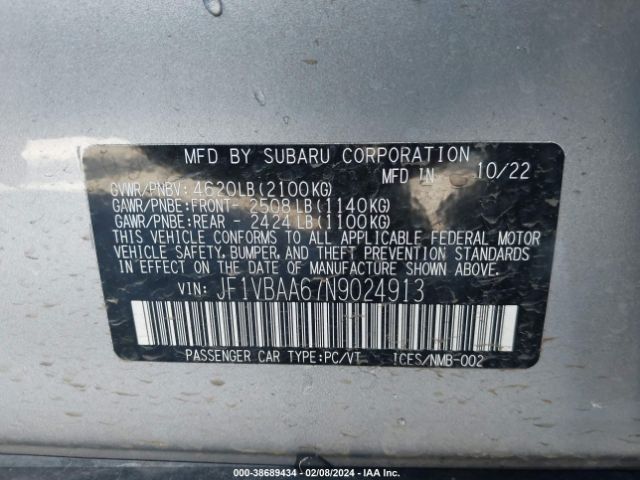 MFD BY SUBARU CORPORATION
GVWR/PNBV: 4620LB(2100KG) MFD.IN 10/22
GAWR/PNBE:FRONT- 2508LB(1140KG)
GAWR/PNBE:REAR - 2424LB(1100KG)
THIS VEHICLE CONFORMS TO ALL APPLICABLE FEDERAL MOTOR
VEHICLE SAFETY, BUMPER, AND THEFT PREVENTION STANDARDS
IN EFFECT ON THE DATE OF MANUFACTURE SHOWN ABOVE.
VIN: JF1VBAA67N9024913
PASSENGER CAR TYPE:PC/VT ICES/NMB-002
000-38689434 - 02/08/2024 - IAA Inc.